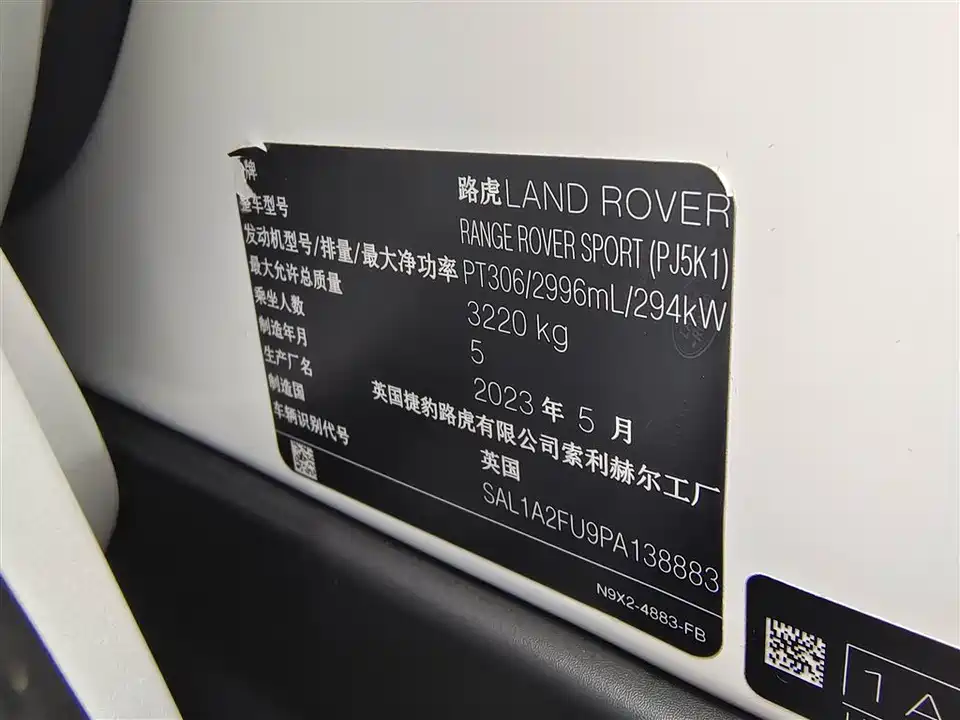 牌 路虎LAND ROVER
整车型号 RANGE ROVER SPORT (PJ5K1)
发动机型号/排量/最大净功率 PT306/2996mL/294kW
最大允许总质量 3220 kg
乘坐人数 5
制造年月 2023 年 5 月
生产厂名 英国捷豹路虎有限公司索利赫尔工厂
制造国 英国
车辆识别代号 SAL1A2FU9PA138883
N9X2-4883-FB
1A